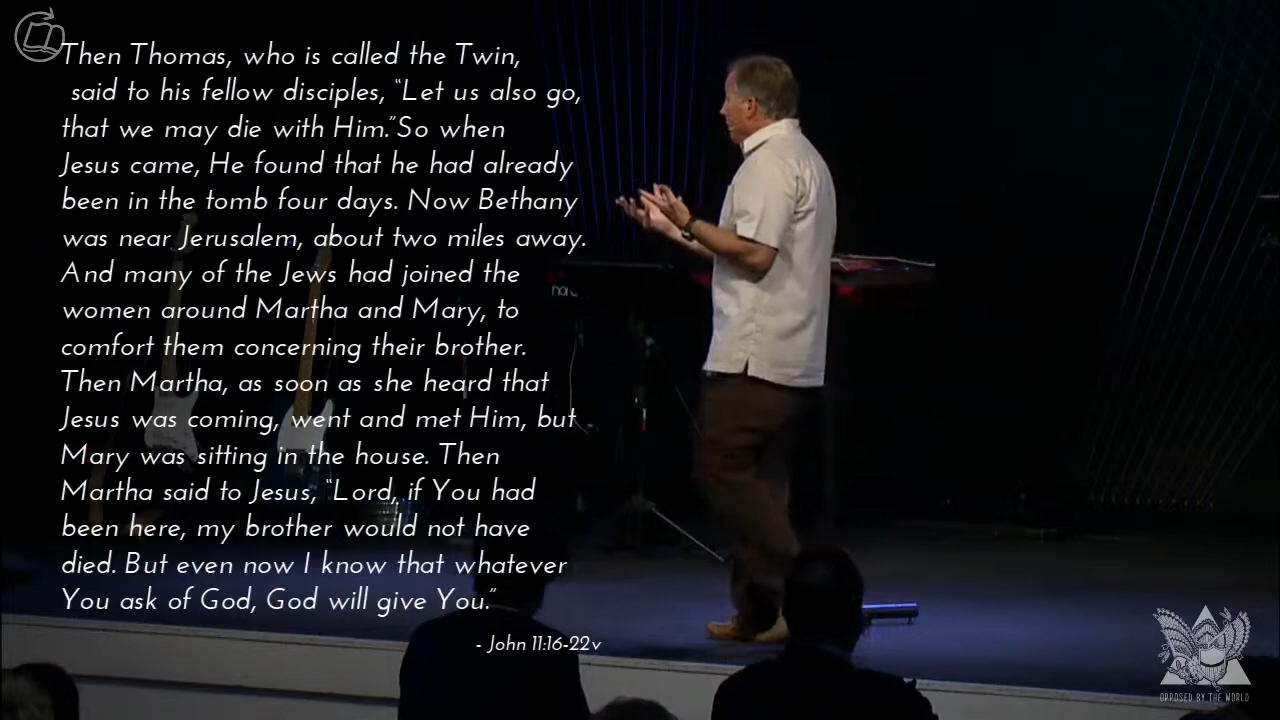 Then Thomas, who is called the Twin,
said to his fellow disciples, “Let us also go,
that we may die with Him.”So when
Jesus came, He found that he had already
been in the tomb four days. Now Bethany
was near Jerusalem, about two miles away.
And many of the Jews had joined the
women around Martha and Mary, to
comfort them concerning their brother.
Then Martha, as soon as she heard that
Jesus was coming, went and met Him, but
Mary was sitting in the house. Then
Martha said to Jesus, “Lord, if You had
been here, my brother would not have
died. But even now I know that whatever
You ask of God, God will give You.”
- John 11:16-22v
OPPOSED BY THE WORLD